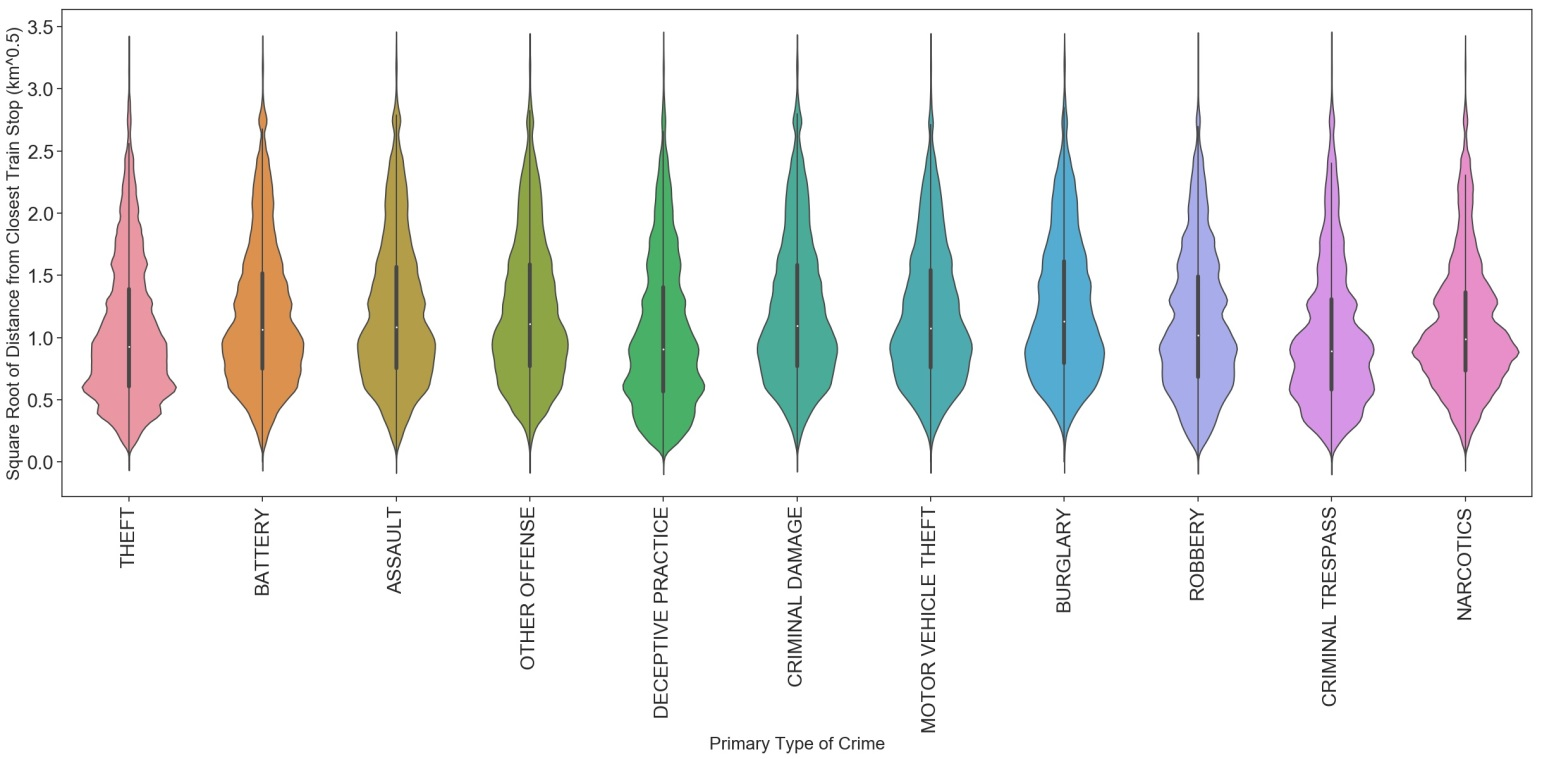 Square Root of Distance from Closest Train Stop (km^0.5)
3.5
3.0
2.5
2.0
1.5
1.0
0.5
0.0
THEFT
BATTERY
ASSAULT
OTHER OFFENSE
DECEPTIVE PRACTICE
CRIMINAL DAMAGE
MOTOR VEHICLE THEFT
BURGLARY
ROBBERY
CRIMINAL TRESPASS
NARCOTICS
Primary Type of Crime